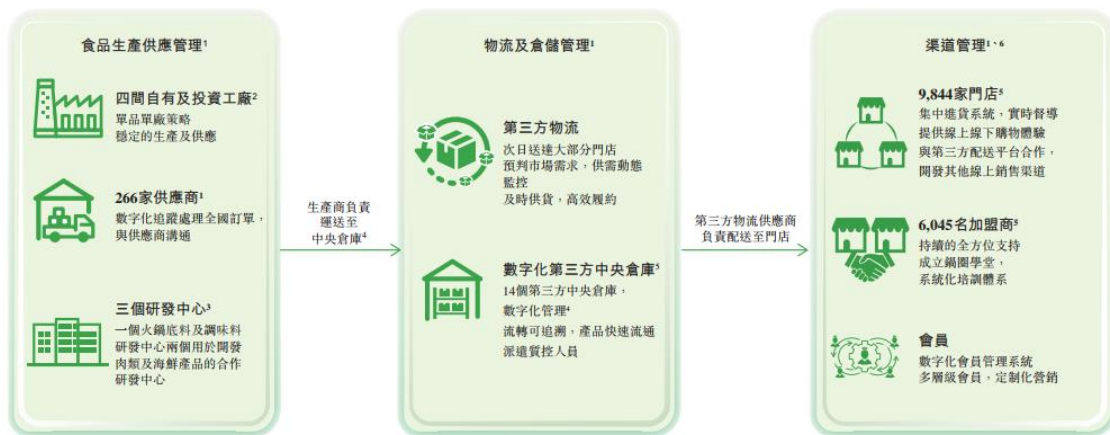 食品生產供應管理¹
四間自有及投資工廠²
單品單廠策略
穩定的生產及供應
266家供應商¹
數字化追蹤處理全國訂單，
與供應商溝通
三個研發中心³
一個火鍋底料及調味料
研發中心兩個用於開發
肉類及海鮮產品的合作
研發中心
生產商負責
運送至
中央倉庫⁴
物流及倉儲管理¹
第三方物流
次日送達大部分門店
預判市場需求，供需動態
監控
及時供貨，高效履約
數字化第三方中央倉庫⁵
14個第三方中央倉庫，
數字化管理⁴
流轉可追溯，產品快速流通
派遣質控人員
第三方物流供應商
負責配送至門店
渠道管理¹、⁶
9,844家門店⁵
集中進貨系統，實時督導
提供線上線下購物體驗
與第三方配送平台合作，
開發其他線上銷售渠道
6,045名加盟商⁵
持續的全方位支持
成立鍋圈學堂，
系統化培訓體系
會員
數字化會員管理系統
多層級會員，定制化營銷